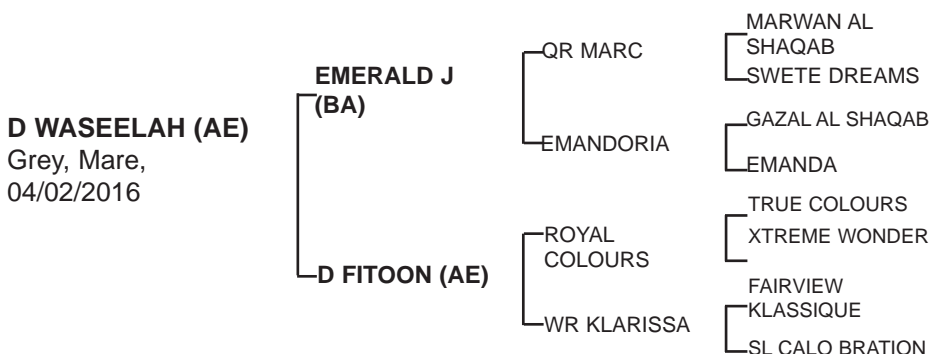 D WASEELAH (AE)
Grey, Mare,
04/02/2016
EMERALD J
(BA)
D FITOON (AE)
QR MARC
EMANDORIA
ROYAL
COLOURS
WR KLARISSA
MARWAN AL
SHAQAB
SWETE DREAMS
GAZAL AL SHAQAB
EMANDA
TRUE COLOURS
XTREME WONDER
FAIRVIEW
KLASSIQUE
SL CALO BRATION